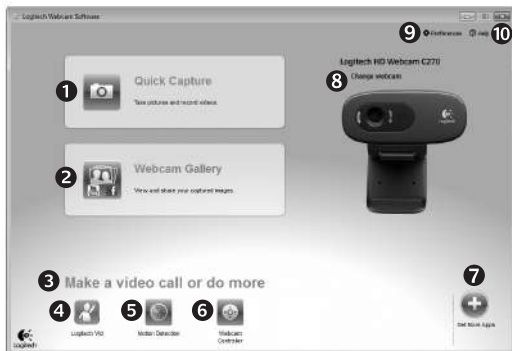 Logitech Webcam Software
9 Preferences 10 Help
Logitech HD Webcam C270
8 Change webcam
1 Quick Capture
Take pictures and record videos
2 Webcam Gallery
View and share your captured images.
Logitech
3 Make a video call or do more
4 Logitech Vid
5 Motion Detection
6 Webcam
Controller
7
Get More Apps
Logitech